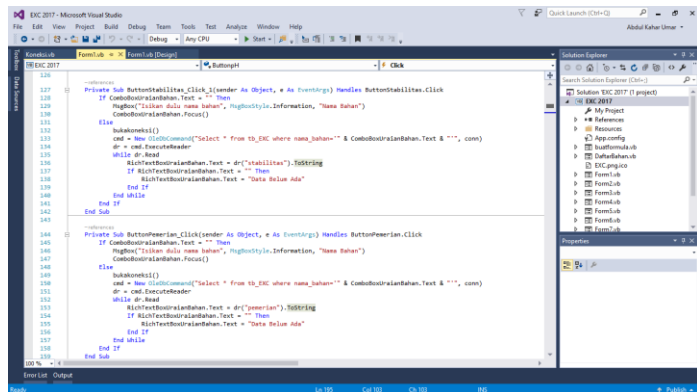 EXC 2017 - Microsoft Visual Studio
Quick Launch (Ctrl+Q)
File Edit View Project Build Debug Team Tools Test Analyze Window Help
Abdul Kahar Umar
Debug Any CPU Start
Toolbox
Data Sources
Koneksi.vb Form1.vb Form1.vb [Design]
EXC 2017 ButtonpH Click
126
-references
127 Private Sub ButtonStabilitas_Click_1(sender As Object, e As EventArgs) Handles ButtonStabilitas.Click
128 If ComboBoxUraianBahan.Text = "" Then
129 MsgBox("Isikan dulu nama bahan", MsgBoxStyle.Information, "Nama Bahan")
130 ComboBoxUraianBahan.Focus()
131 Else
132 bukakoneksi()
133 cmd = New OleDbCommand("Select * from tb_EXC where nama_bahan='" & ComboBoxUraianBahan.Text & "'", conn)
134 dr = cmd.ExecuteReader
135 While dr.Read
136 RichTextBoxUraianBahan.Text = dr("stabilitas").ToString
137 If RichTextBoxUraianBahan.Text = "" Then
138 RichTextBoxUraianBahan.Text = "Data Belum Ada"
139 End If
140 End While
141 End If
142 End Sub
143
-references
144 Private Sub ButtonPemerian_Click(sender As Object, e As EventArgs) Handles ButtonPemerian.Click
145 If ComboBoxUraianBahan.Text = "" Then
146 MsgBox("Isikan dulu nama bahan", MsgBoxStyle.Information, "Nama Bahan")
147 ComboBoxUraianBahan.Focus()
148 Else
149 bukakoneksi()
150 cmd = New OleDbCommand("Select * from tb_EXC where nama_bahan='" & ComboBoxUraianBahan.Text & "'", conn)
151 dr = cmd.ExecuteReader
152 While dr.Read
153 RichTextBoxUraianBahan.Text = dr("pemerian").ToString
154 If RichTextBoxUraianBahan.Text = "" Then
155 RichTextBoxUraianBahan.Text = "Data Belum Ada"
156 End If
157 End While
158 End If
159 End Sub
100 %
Solution Explorer
Search Solution Explorer (Ctrl+;)
Solution 'EXC 2017' (1 project)
EXC 2017
My Project
References
Resources
App.config
buatformula.vb
DaftarBahan.vb
EXC.png.ico
Form1.vb
Form2.vb
Form3.vb
Form4.vb
Form5.vb
Form6.vb
Form7.vb
Properties
Error List Output
Ready Ln 195 Col 103 Ch 103 INS Publish